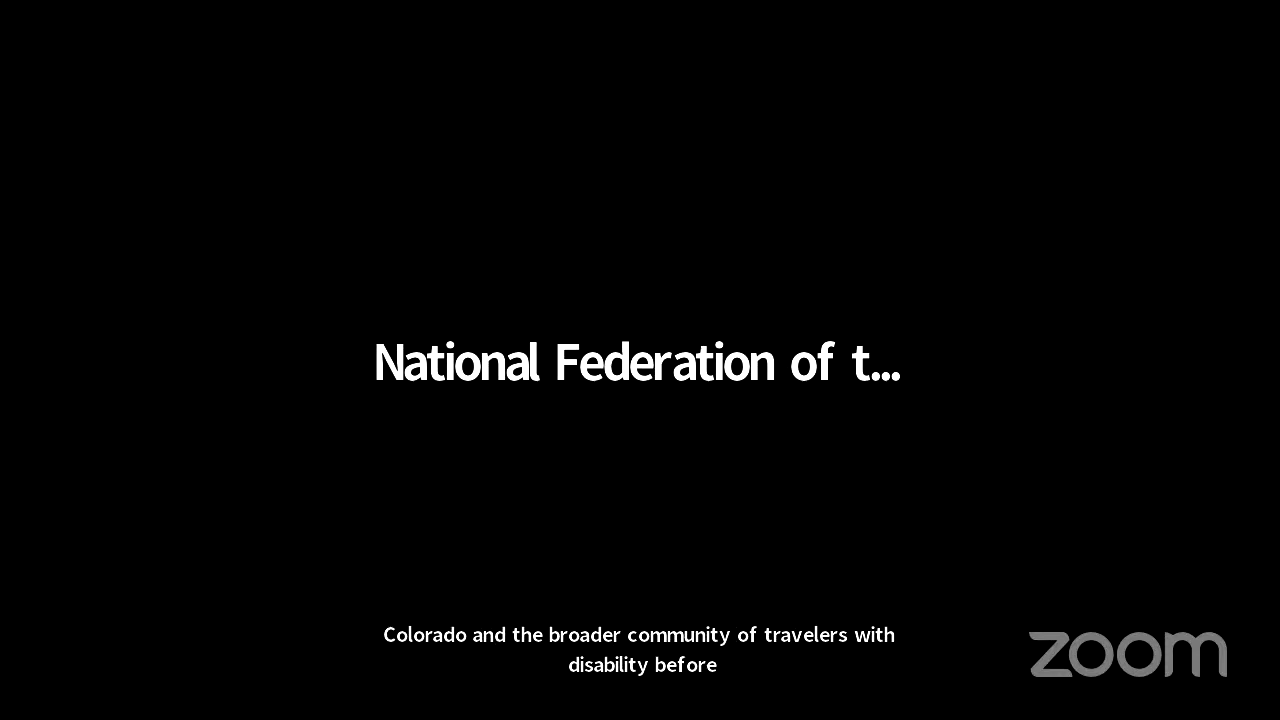 National Federation of t...
Colorado and the broader community of travelers with
disability before
zoom